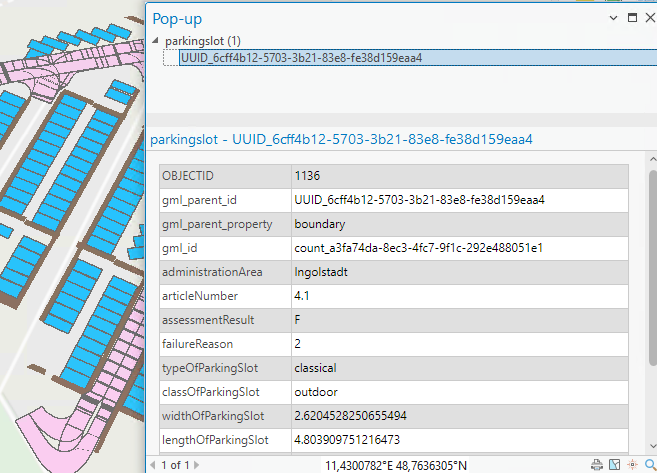 Pop-up
parkingslot (1)
UUID_6cff4b12-5703-3b21-83e8-fe38d159eaa4
parkingslot - UUID_6cff4b12-5703-3b21-83e8-fe38d159eaa4
OBJECTID 1136
gml_parent_id UUID_6cff4b12-5703-3b21-83e8-fe38d159eaa4
gml_parent_property boundary
gml_id count_a3fa74da-8ec3-4fc7-9f1c-292e488051e1
administrationArea Ingolstadt
articleNumber 4.1
assessmentResult F
failureReason 2
typeOfParkingSlot classical
classOfParkingSlot outdoor
widthOfParkingSlot 2.6204528250655494
lengthOfParkingSlot 4.803909751216473
1 of 1 11,4300782°E 48,7636305°N